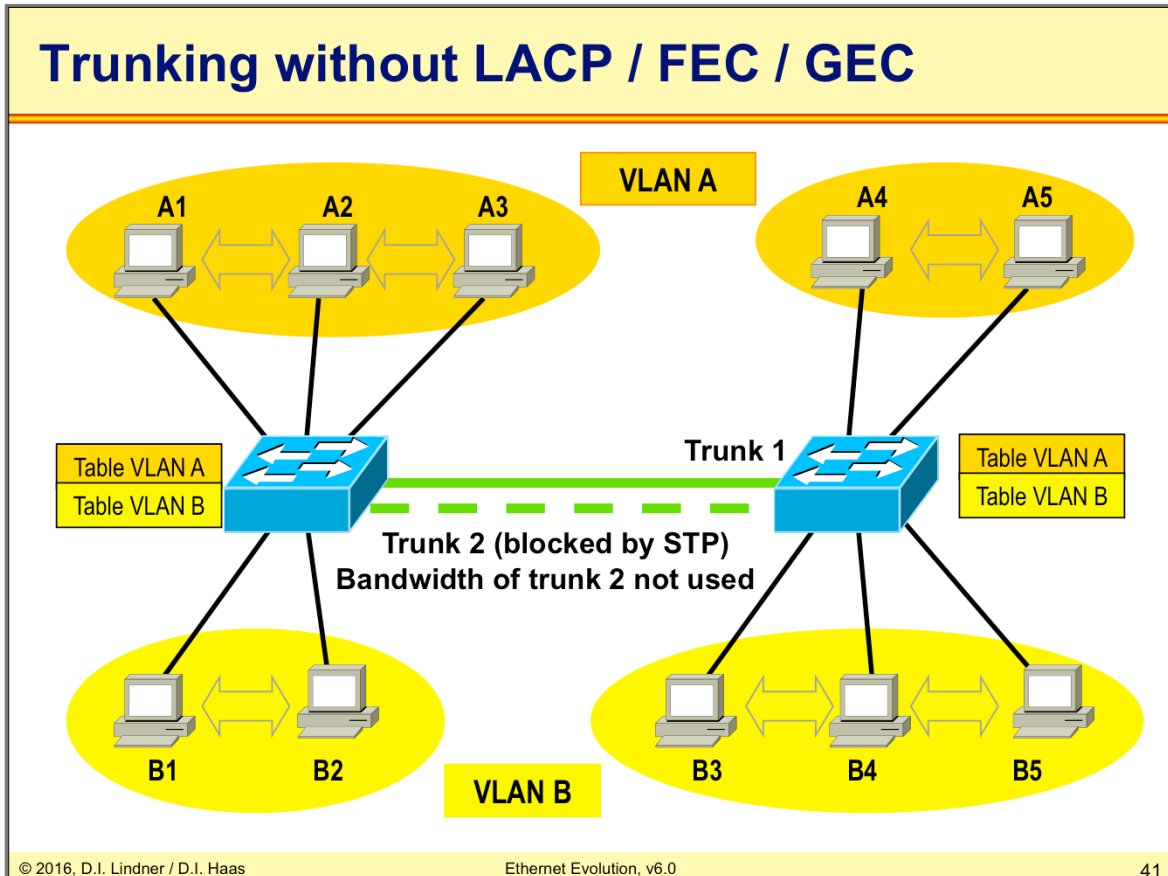 Trunking without LACP / FEC / GEC
VLAN A
A1
A2
A3
A4
A5
Table VLAN A
Table VLAN B
Trunk 1
Table VLAN A
Table VLAN B
Trunk 2 (blocked by STP)
Bandwidth of trunk 2 not used
B1
B2
B3
B4
B5
VLAN B
© 2016, D.I. Lindner / D.I. Haas
Ethernet Evolution, v6.0
41